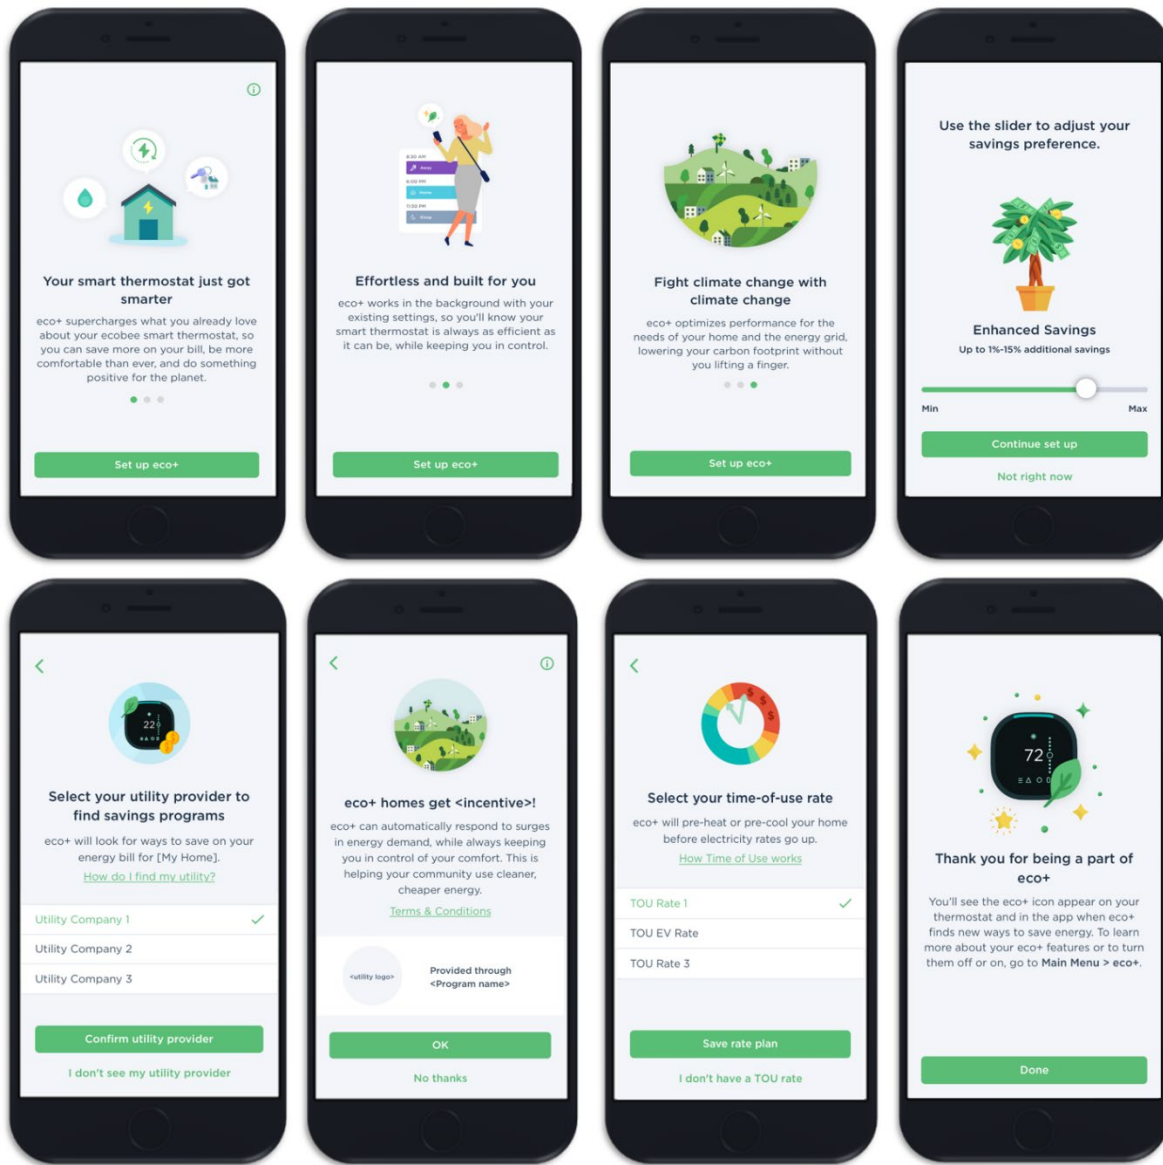 Your smart thermostat just got
smarter
eco+ supercharges what you already love
about your ecobee smart thermostat, so
you can save more on your bill, be more
comfortable than ever, and do something
positive for the planet.
Set up eco+
8:30 AM
Away
6:00 PM
Home
11:30 PM
Sleep
Effortless and built for you
eco+ works in the background with your
existing settings, so you'll know your
smart thermostat is always as efficient as
it can be, while keeping you in control.
Set up eco+
Fight climate change with
climate change
eco+ optimizes performance for the
needs of your home and the energy grid,
lowering your carbon footprint without
you lifting a finger.
Set up eco+
Use the slider to adjust your
savings preference.
Enhanced Savings
Up to 1%-15% additional savings
Min Max
Continue set up
Not right now
22
Select your utility provider to
find savings programs
eco+ will look for ways to save on your
energy bill for [My Home].
How do I find my utility?
Utility Company 1
Utility Company 2
Utility Company 3
Confirm utility provider
I don't see my utility provider
eco+ homes get <incentive>!
eco+ can automatically respond to surges
in energy demand, while always keeping
you in control of your comfort. This is
helping your community use cleaner,
cheaper energy.
Terms & Conditions
<utility logo>
Provided through
<Program name>
OK
No thanks
$ $ $
Select your time-of-use rate
eco+ will pre-heat or pre-cool your home
before electricity rates go up.
How Time of Use works
TOU Rate 1
TOU EV Rate
TOU Rate 3
Save rate plan
I don't have a TOU rate
72
Thank you for being a part of
eco+
You'll see the eco+ icon appear on your
thermostat and in the app when eco+
finds new ways to save energy. To learn
more about your eco+ features or to turn
them off or on, go to Main Menu > eco+.
Done